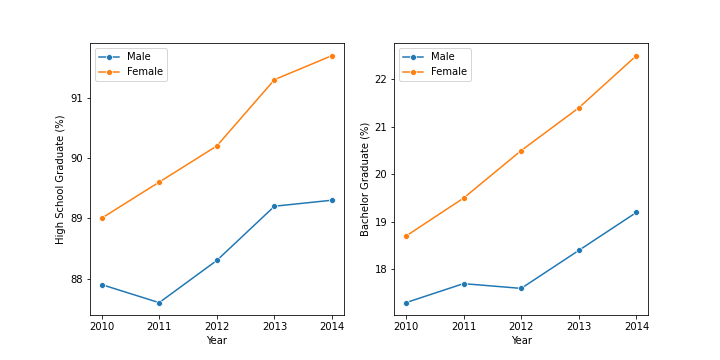 Male
Female
91
90
89
88
High School Graduate (%)
2010 2011 2012 2013 2014
Year
Male
Female
22
21
20
19
18
Bachelor Graduate (%)
2010 2011 2012 2013 2014
Year